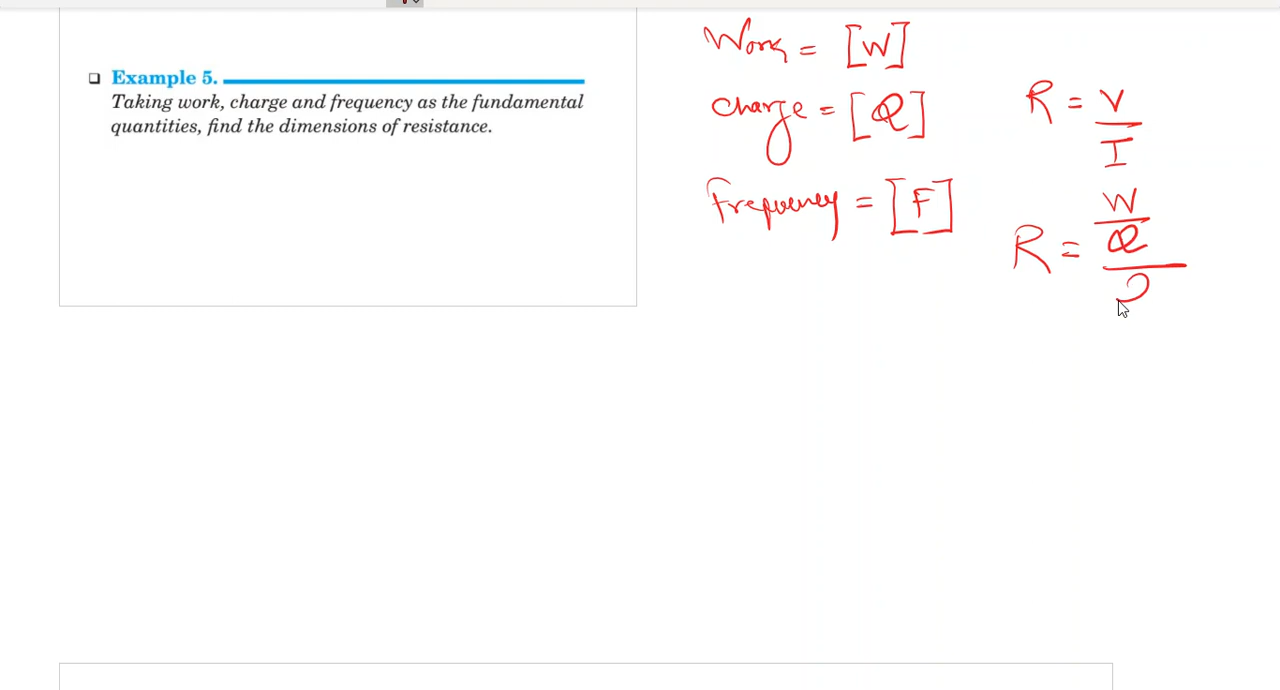 Example 5.
Taking work, charge and frequency as the fundamental
quantities, find the dimensions of resistance.
Work = [W]
Charge = [Q]
Frequency = [F]
R = V
I
R = W
Q